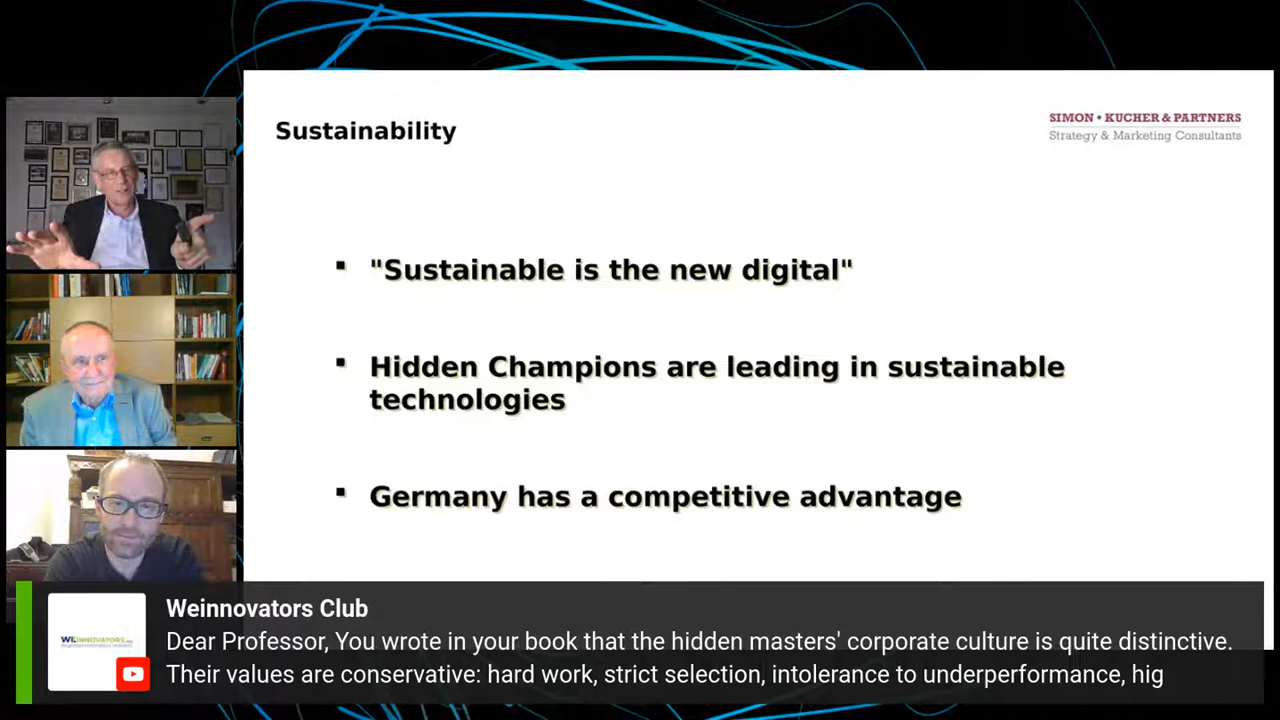 Sustainability
SIMON • KUCHER & PARTNERS
Strategy & Marketing Consultants
"Sustainable is the new digital"
Hidden Champions are leading in sustainable
technologies
Germany has a competitive advantage
Weinnovators Club
Dear Professor, You wrote in your book that the hidden masters' corporate culture is quite distinctive.
Their values are conservative: hard work, strict selection, intolerance to underperformance, hig
WEINNOVATORS